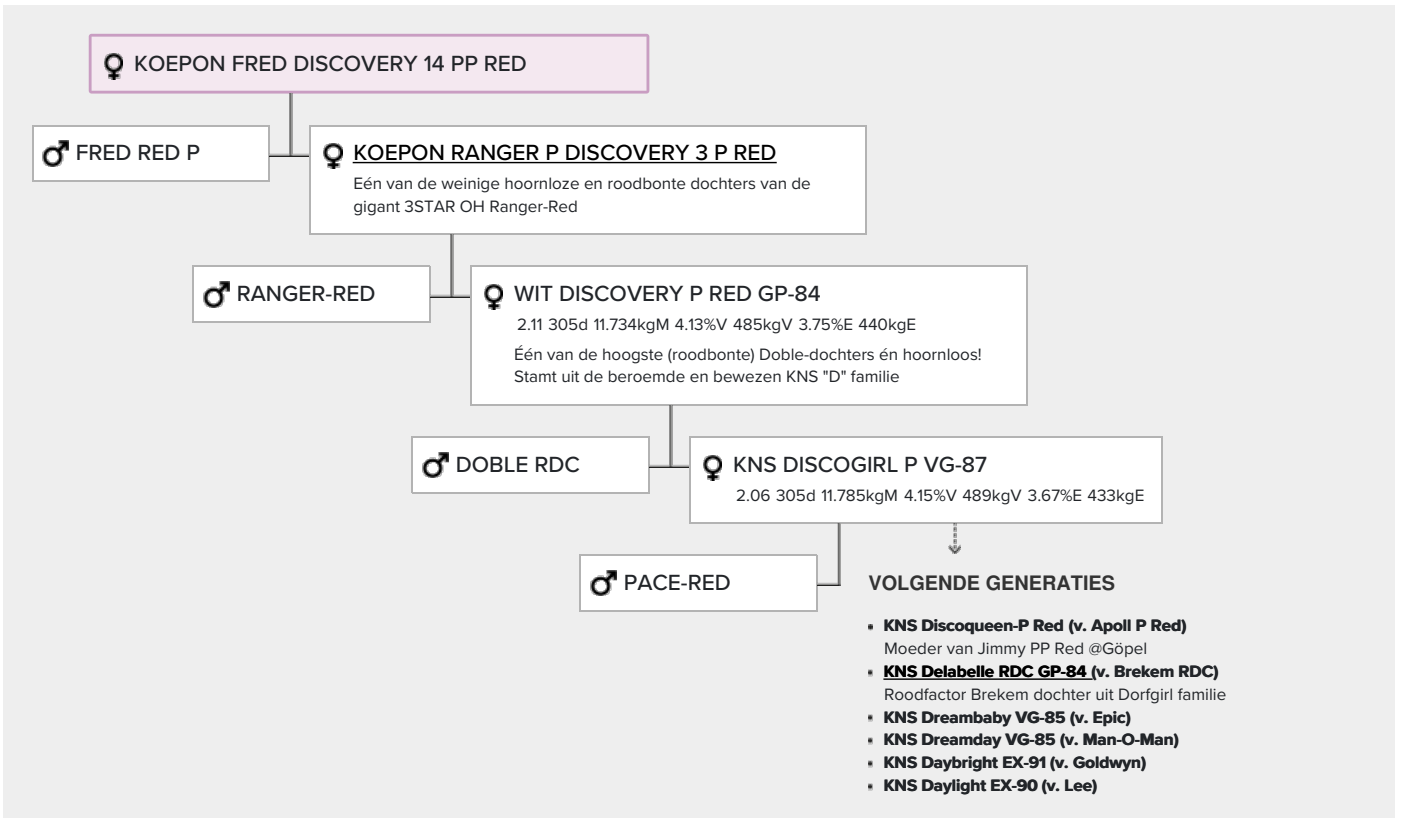 KOEPON FRED DISCOVERY 14 PP RED
FRED RED P
KOEPON RANGER P DISCOVERY 3 P RED
Eén van de weinige hoornloze en roodbonte dochters van de
gigant 3STAR OH Ranger-Red
RANGER-RED
WIT DISCOVERY P RED GP-84
2.11 305d 11.734kgM 4.13%V 485kgV 3.75%E 440kgE
Één van de hoogste (roodbonte) Doble-dochters én hoornloos!
Stamt uit de beroemde en bewezen KNS "D" familie
DOBLE RDC
KNS DISCOGIRL P VG-87
2.06 305d 11.785kgM 4.15%V 489kgV 3.67%E 433kgE
PACE-RED
VOLGENDE GENERATIES
KNS Discoqueen-P Red (v. Apoll P Red)
Moeder van Jimmy PP Red @Göpel
KNS Delabelle RDC GP-84 (v. Brekem RDC)
Roodfactor Brekem dochter uit Dorfgirl familie
KNS Dreambaby VG-85 (v. Epic)
KNS Dreamday VG-85 (v. Man-O-Man)
KNS Daybright EX-91 (v. Goldwyn)
KNS Daylight EX-90 (v. Lee)